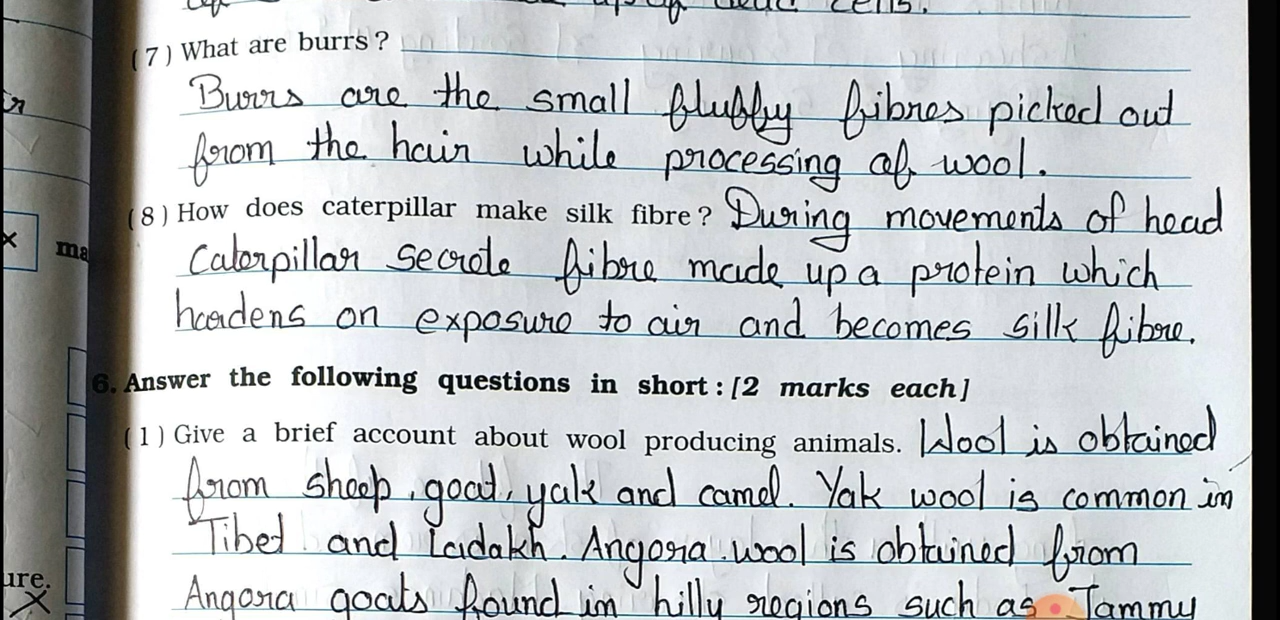 cells.
(7) What are burrs?
Burrs are the small fluffy fibres picked out
from the hair while processing of wool.
(8) How does caterpillar make silk fibre? During movements of head
Caterpillar secrete fibre made up a protein which
hardens on exposure to air and becomes silk fibre.
6. Answer the following questions in short : [2 marks each]
(1) Give a brief account about wool producing animals. Wool is obtained
from sheep, goat, yak and camel. Yak wool is common in
Tibet and Ladakh. Angora wool is obtained from
Angora goats found in hilly regions such as Jammy
ma
ure.